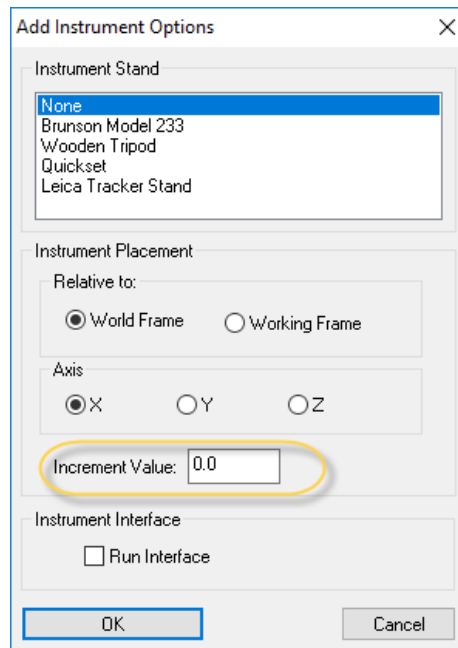 Add Instrument Options
Instrument Stand
None
Brunson Model 233
Wooden Tripod
Quickset
Leica Tracker Stand
Instrument Placement
Relative to:
World Frame Working Frame
Axis
X Y Z
Increment Value: 0.0
Instrument Interface
Run Interface
OK Cancel